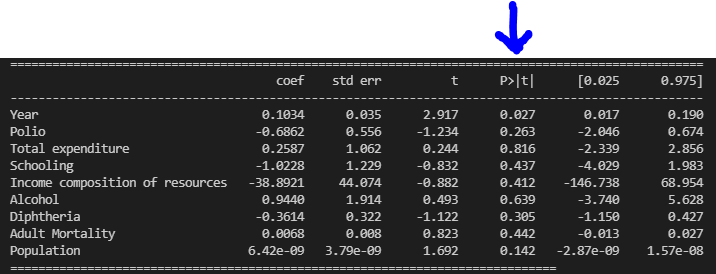 ==============================================================================================
coef std err t P>|t| [0.025 0.975]
----------------------------------------------------------------------------------------------
Year 0.1034 0.035 2.917 0.027 0.017 0.190
Polio -0.6862 0.556 -1.234 0.263 -2.046 0.674
Total expenditure 0.2587 1.062 0.244 0.816 -2.339 2.856
Schooling -1.0228 1.229 -0.832 0.437 -4.029 1.983
Income composition of resources -38.8921 44.074 -0.882 0.412 -146.738 68.954
Alcohol 0.9440 1.914 0.493 0.639 -3.740 5.628
Diphtheria -0.3614 0.322 -1.122 0.305 -1.150 0.427
Adult Mortality 0.0068 0.008 0.823 0.442 -0.013 0.027
Population 6.42e-09 3.79e-09 1.692 0.142 -2.87e-09 1.57e-08
==============================================================================